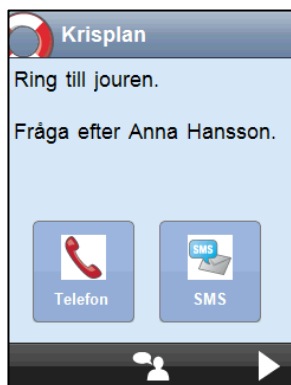 Krisplan
Ring till jouren.
Fråga efter Anna Hansson.
SMS
Telefon SMS